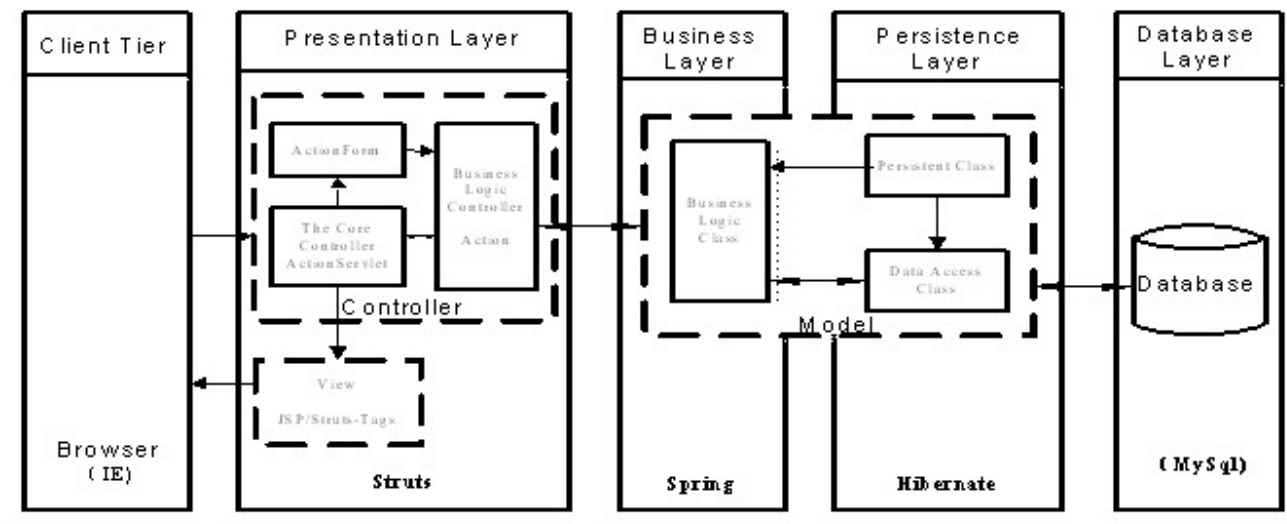 Client Tier
Presentation Layer
Business
Layer
Persistence
Layer
Database
Layer
ActionForm
Business
Logic
Controller
Action
The Core
Controller
ActionServlet
Controller
View
JSP/Struts-Tags
Browser
(IE)
Struts
Business
Logic
Class
Persistent Class
Data Access
Class
Model
Spring
Hibernate
Database
(MySql)